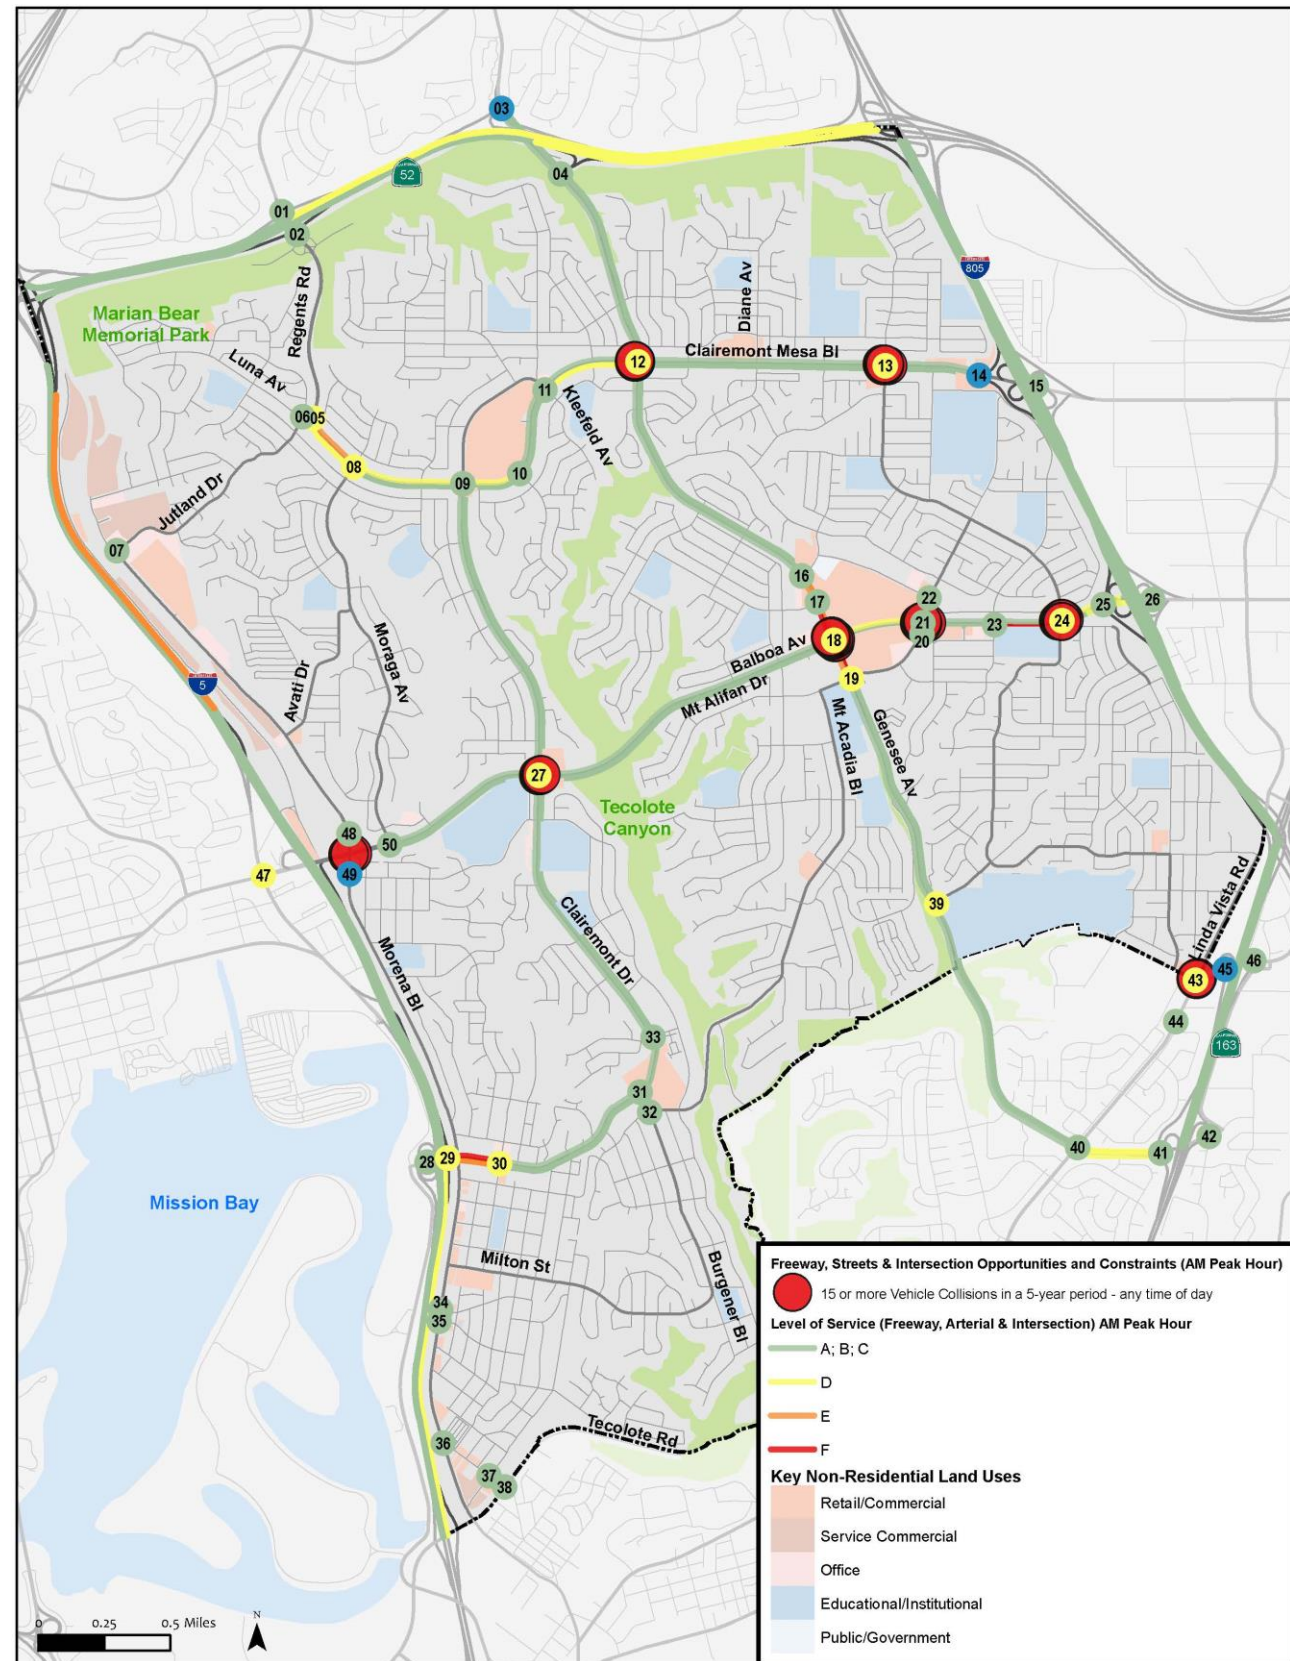 03
04
52
01
02
805
Marian Bear
Memorial Park
Regents Rd
Diane Av
Luna Av
Clairemont Mesa Bl
12
13
14
15
11
Kleefeld Av
06
05
08
09
10
Jutland Dr
07
16
17
22
25
26
18
21
23
24
20
19
Balboa Av
Mt Alifan Dr
Moraga Av
Avati Dr
5
Mt Acadia Bl
Genesee Av
27
Tecolote
Canyon
48
50
47
49
39
Clairemont Dr
Linda Vista Rd
Morena Bl
43
45
46
44
163
33
31
32
28
29
30
40
41
42
Mission Bay
Milton St
Burgener Bl
34
35
36
37
38
Tecolote Rd
Freeway, Streets & Intersection Opportunities and Constraints (AM Peak Hour)
15 or more Vehicle Collisions in a 5-year period - any time of day
Level of Service (Freeway, Arterial & Intersection) AM Peak Hour
A; B; C
D
E
F
Key Non-Residential Land Uses
Retail/Commercial
Service Commercial
Office
Educational/Institutional
Public/Government
0 0.25 0.5 Miles
N